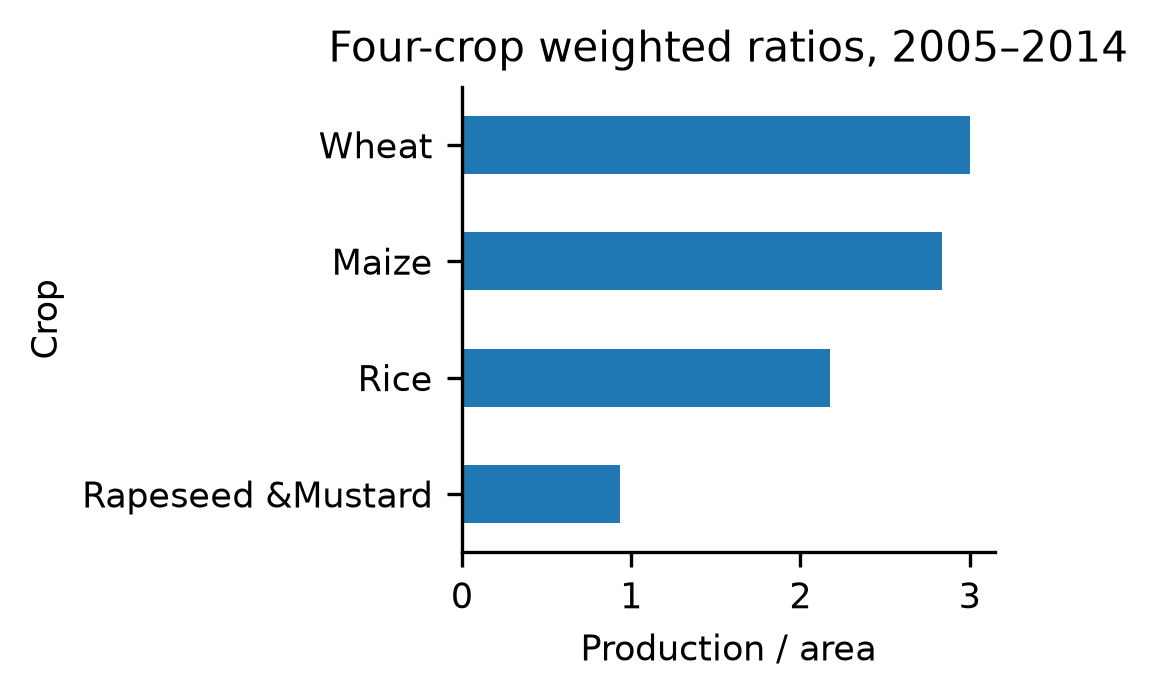 Four-crop weighted ratios, 2005–2014
Crop
Wheat
Maize
Rice
Rapeseed &Mustard
0 1 2 3
Production / area